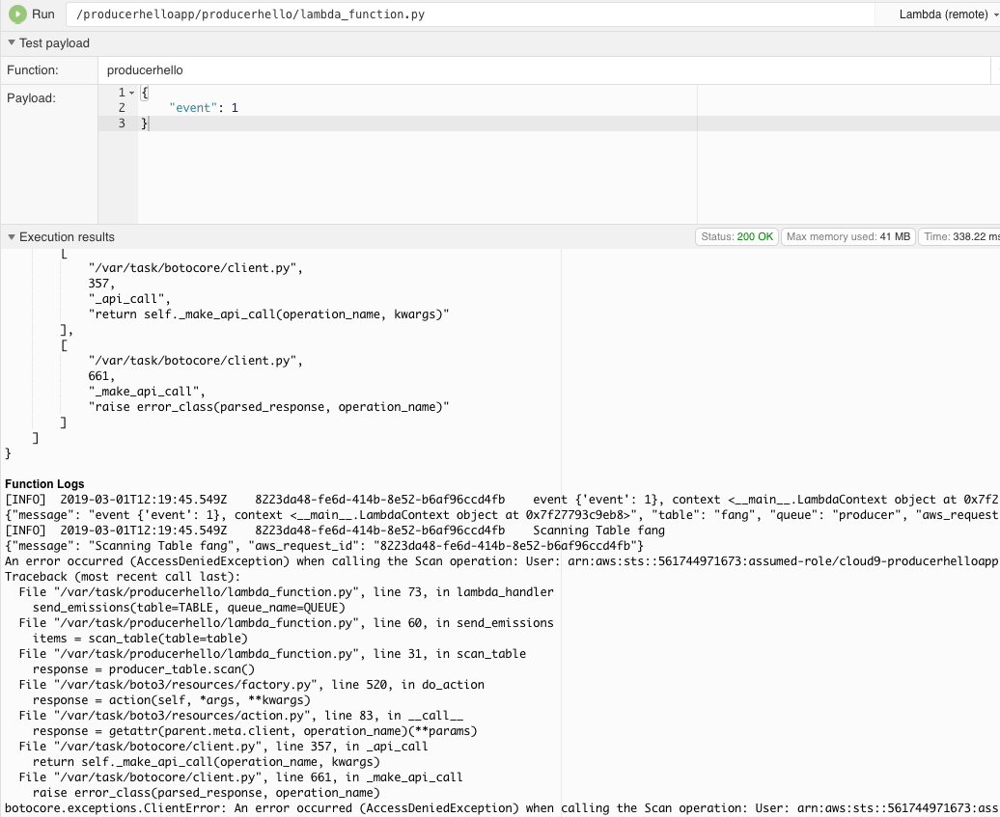 Run /producerhelloapp/producerhello/lambda_function.py Lambda (remote)
Test payload
Function: producerhello
Payload:
1 {
2 "event": 1
3 }
Execution results Status: 200 OK Max memory used: 41 MB Time: 338.22 ms
[
"/var/task/botocore/client.py",
357,
"_api_call",
"return self._make_api_call(operation_name, kwargs)"
],
[
"/var/task/botocore/client.py",
661,
"_make_api_call",
"raise error_class(parsed_response, operation_name)"
]
]
}
Function Logs
[INFO] 2019-03-01T12:19:45.549Z 8223da48-fe6d-414b-8e52-b6af96ccd4fb event {'event': 1}, context <__main__.LambdaContext object at 0x7f2
{"message": "event {'event': 1}, context <__main__.LambdaContext object at 0x7f27793c9eb8>", "table": "fang", "queue": "producer", "aws_request
[INFO] 2019-03-01T12:19:45.549Z 8223da48-fe6d-414b-8e52-b6af96ccd4fb Scanning Table fang
{"message": "Scanning Table fang", "aws_request_id": "8223da48-fe6d-414b-8e52-b6af96ccd4fb"}
An error occurred (AccessDeniedException) when calling the Scan operation: User: arn:aws:sts::561744971673:assumed-role/cloud9-producerhelloapp
Traceback (most recent call last):
File "/var/task/producerhello/lambda_function.py", line 73, in lambda_handler
send_emissions(table=TABLE, queue_name=QUEUE)
File "/var/task/producerhello/lambda_function.py", line 60, in send_emissions
items = scan_table(table=table)
File "/var/task/producerhello/lambda_function.py", line 31, in scan_table
response = producer_table.scan()
File "/var/task/boto3/resources/factory.py", line 520, in do_action
response = action(self, *args, **kwargs)
File "/var/task/boto3/resources/action.py", line 83, in __call__
response = getattr(parent.meta.client, operation_name)(**params)
File "/var/task/botocore/client.py", line 357, in _api_call
return self._make_api_call(operation_name, kwargs)
File "/var/task/botocore/client.py", line 661, in _make_api_call
raise error_class(parsed_response, operation_name)
botocore.exceptions.ClientError: An error occurred (AccessDeniedException) when calling the Scan operation: User: arn:aws:sts::561744971673:ass